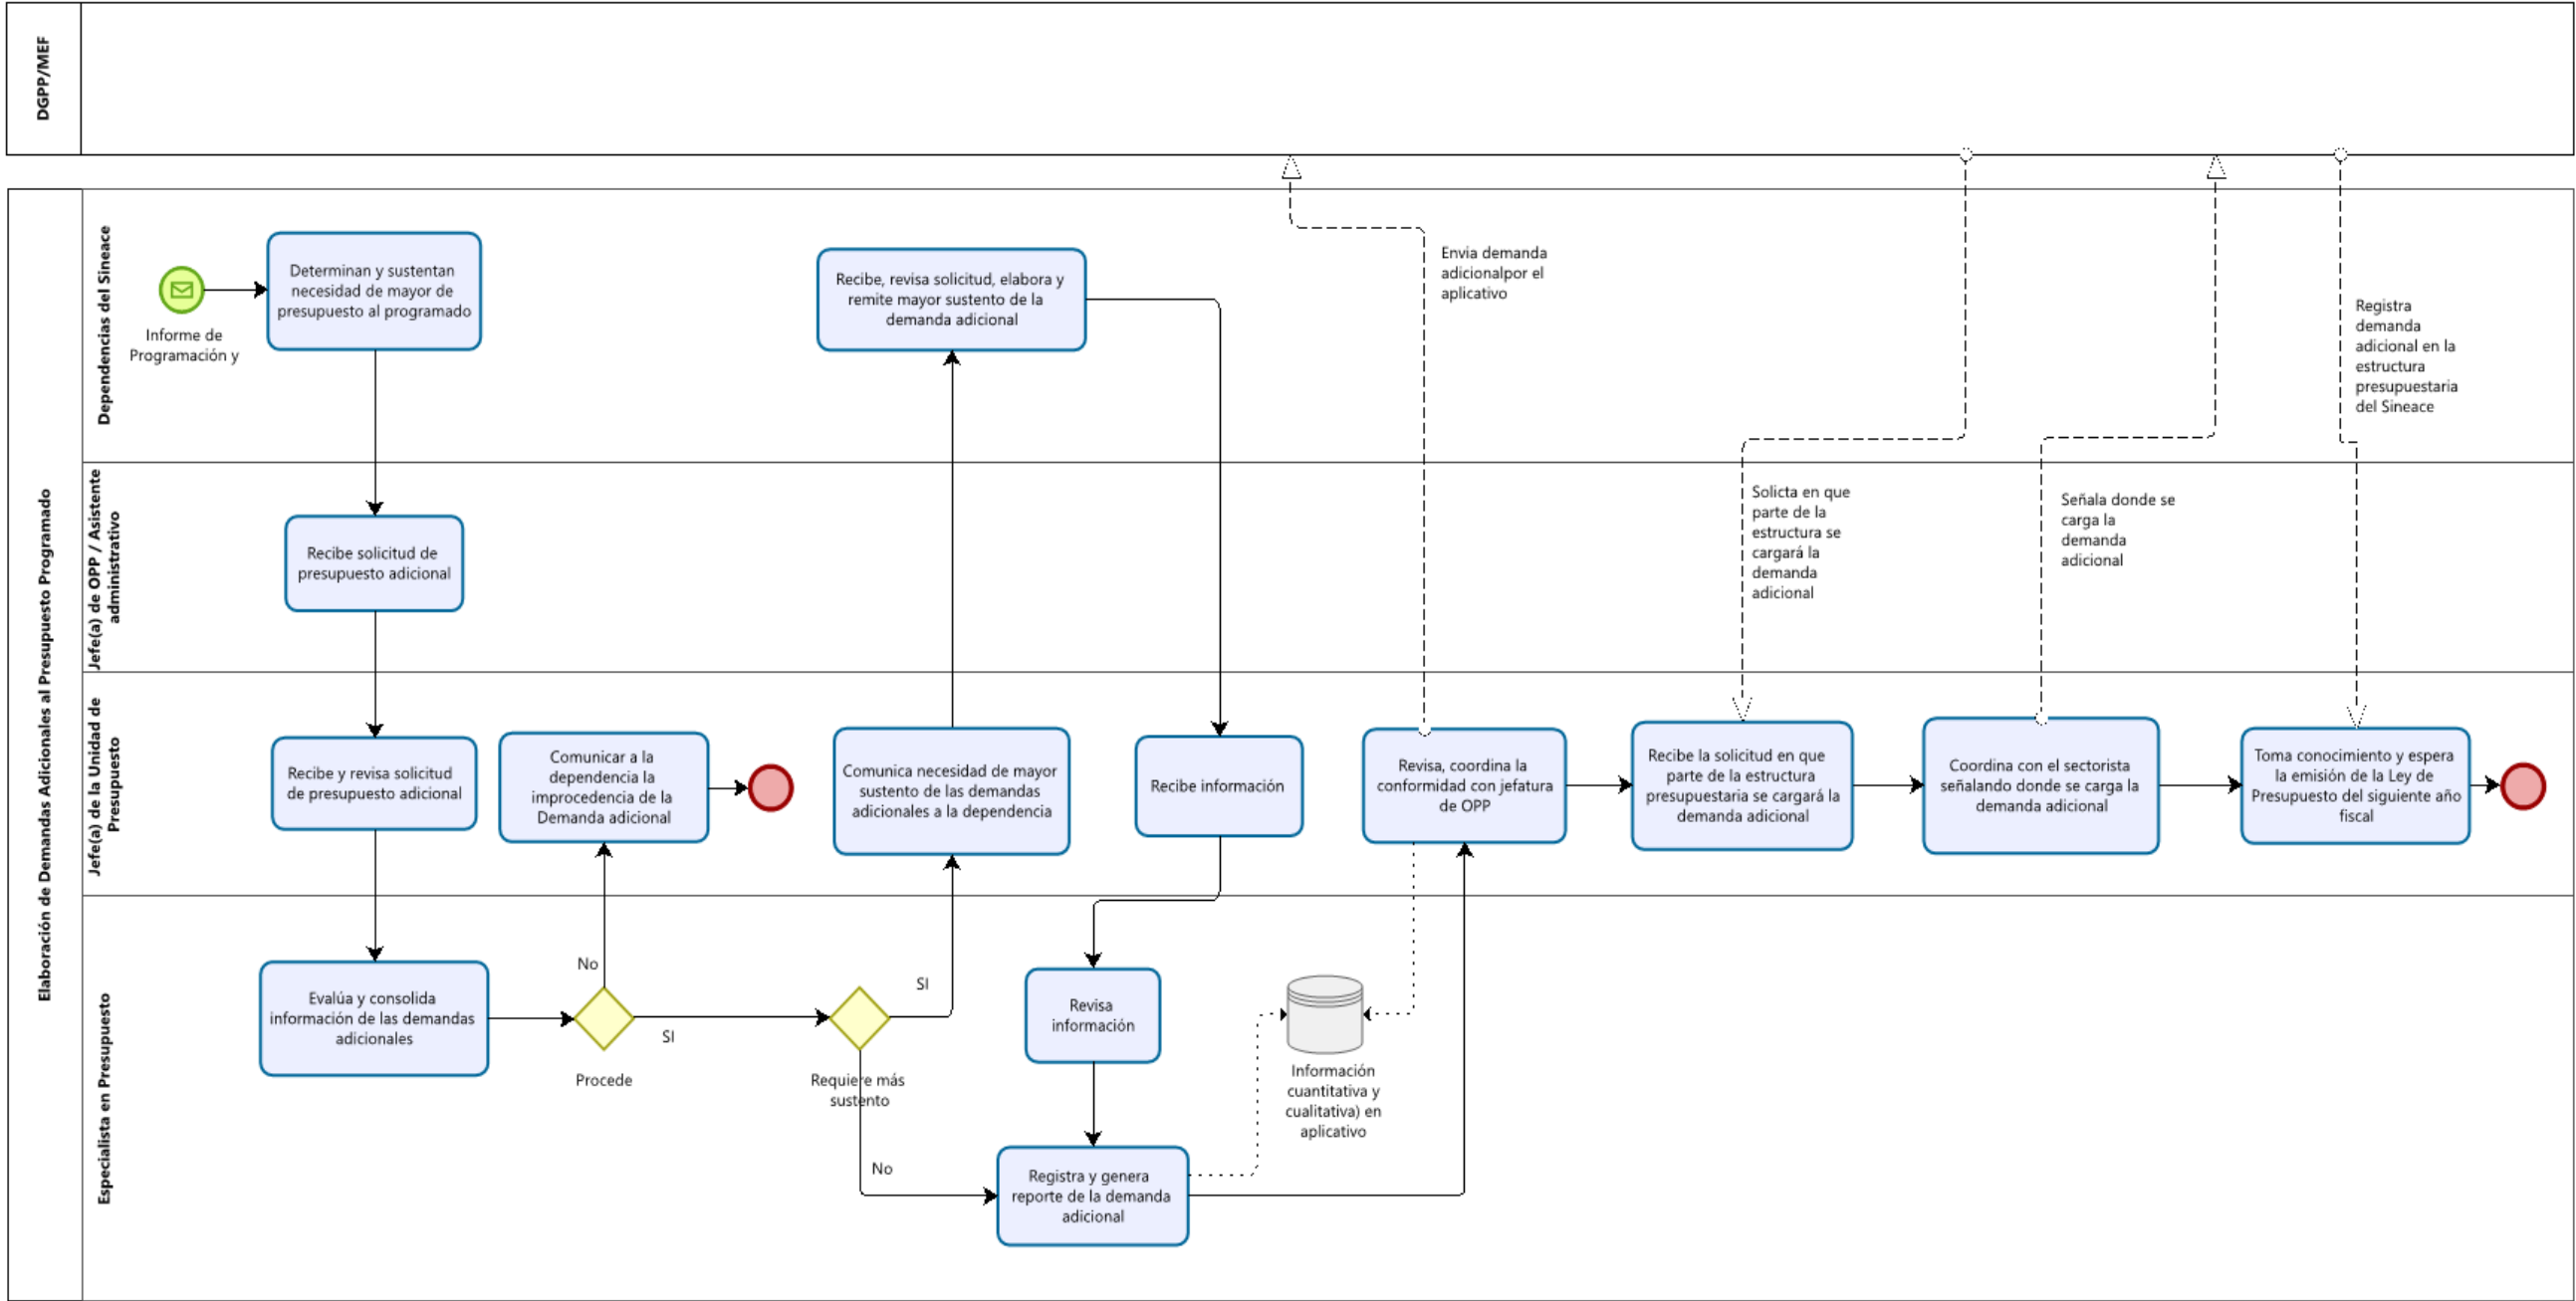 DGPP/MEF
Elaboración de Demandas Adicionales al Presupuesto Programado
Dependencias del Sineace
Informe de
Programación y
Determinan y sustentan
necesidad de mayor de
presupuesto al programado
Recibe, revisa solicitud, elabora y
remite mayor sustento de la
demanda adicional
Envia demanda
adicionalpor el
aplicativo
Registra
demanda
adicional en la
estructura
presupuestaria
del Sineace
Jefe(a) de OPP / Asistente
administrativo
Recibe solicitud de
presupuesto adicional
Solicta en que
parte de la
estructura se
cargará la
demanda
adicional
Señala donde se
carga la
demanda
adicional
Jefe(a) de la Unidad de
Presupuesto
Recibe y revisa solicitud
de presupuesto adicional
Comunicar a la
dependencia la
improcedencia de la
Demanda adicional
Comunica necesidad de mayor
sustento de las demandas
adicionales a la dependencia
Recibe información
Revisa, coordina la
conformidad con jefatura
de OPP
Recibe la solicitud en que
parte de la estructura
presupuestaria se cargará la
demanda adicional
Coordina con el sectorista
señalando donde se carga la
demanda adicional
Toma conocimiento y espera
la emisión de la Ley de
Presupuesto del siguiente año
fiscal
Especialista en Presupuesto
Evalúa y consolida
información de las demandas
adicionales
No
SI
Procede
SI
Requiere más
sustento
No
Revisa
información
Registra y genera
reporte de la demanda
adicional
Información
cuantitativa y
cualitativa) en
aplicativo